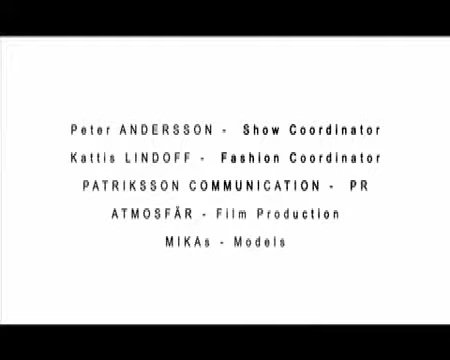 Peter ANDERSSON - Show Coordinator
Kattis LINDOFF - Fashion Coordinator
PATRIKSSON COMMUNICATION - PR
ATMOSFÄR - Film Production
MIKAs - Models